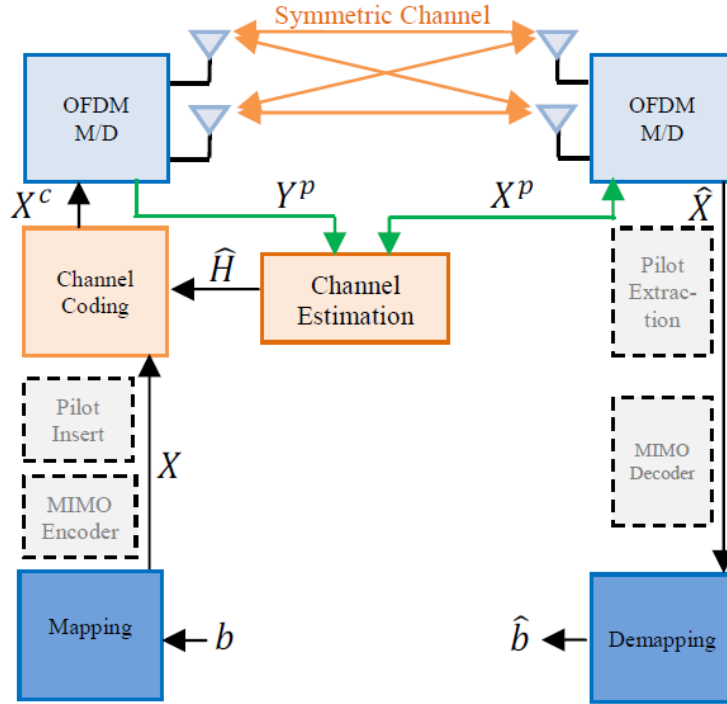 Symmetric Channel
OFDM
M/D
OFDM
M/D
X^c
Y^p
X^p
X̂
Channel
Coding
Ĥ
Channel
Estimation
Pilot
Extrac-
tion
Pilot
Insert
X
MIMO
Encoder
MIMO
Decoder
Mapping
b
b̂
Demapping